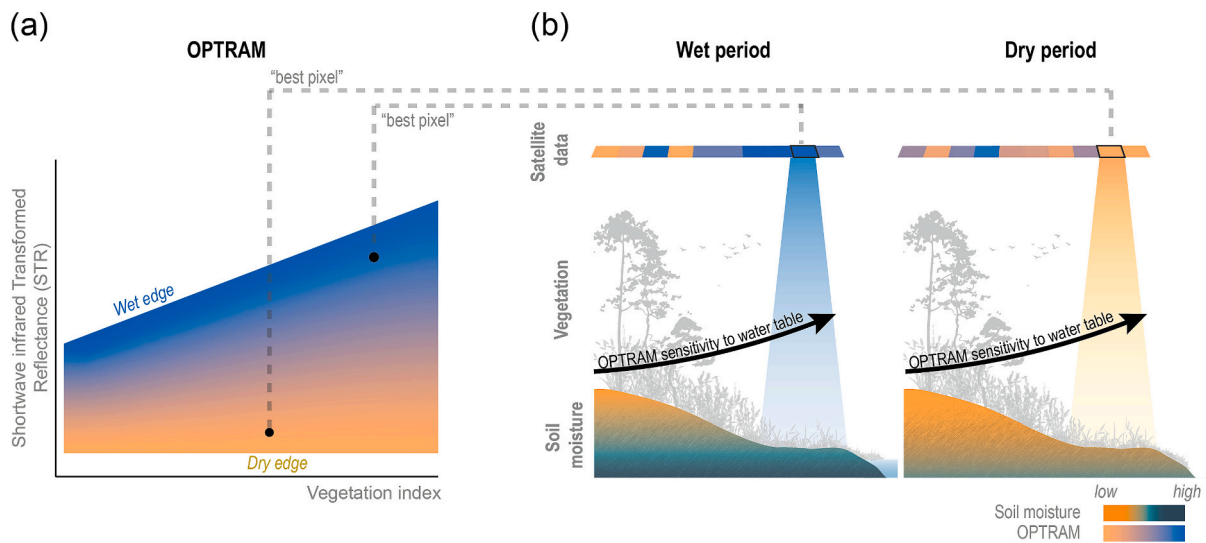 (a)
OPTRAM
"best pixel"
"best pixel"
Shortwave infrared Transformed
Reflectance (STR)
Wet edge
Dry edge
Vegetation index
(b)
Wet period
Dry period
Satellite
data
Vegetation
Soil
moisture
OPTRAM sensitivity to water table
OPTRAM sensitivity to water table
low high
Soil moisture
OPTRAM